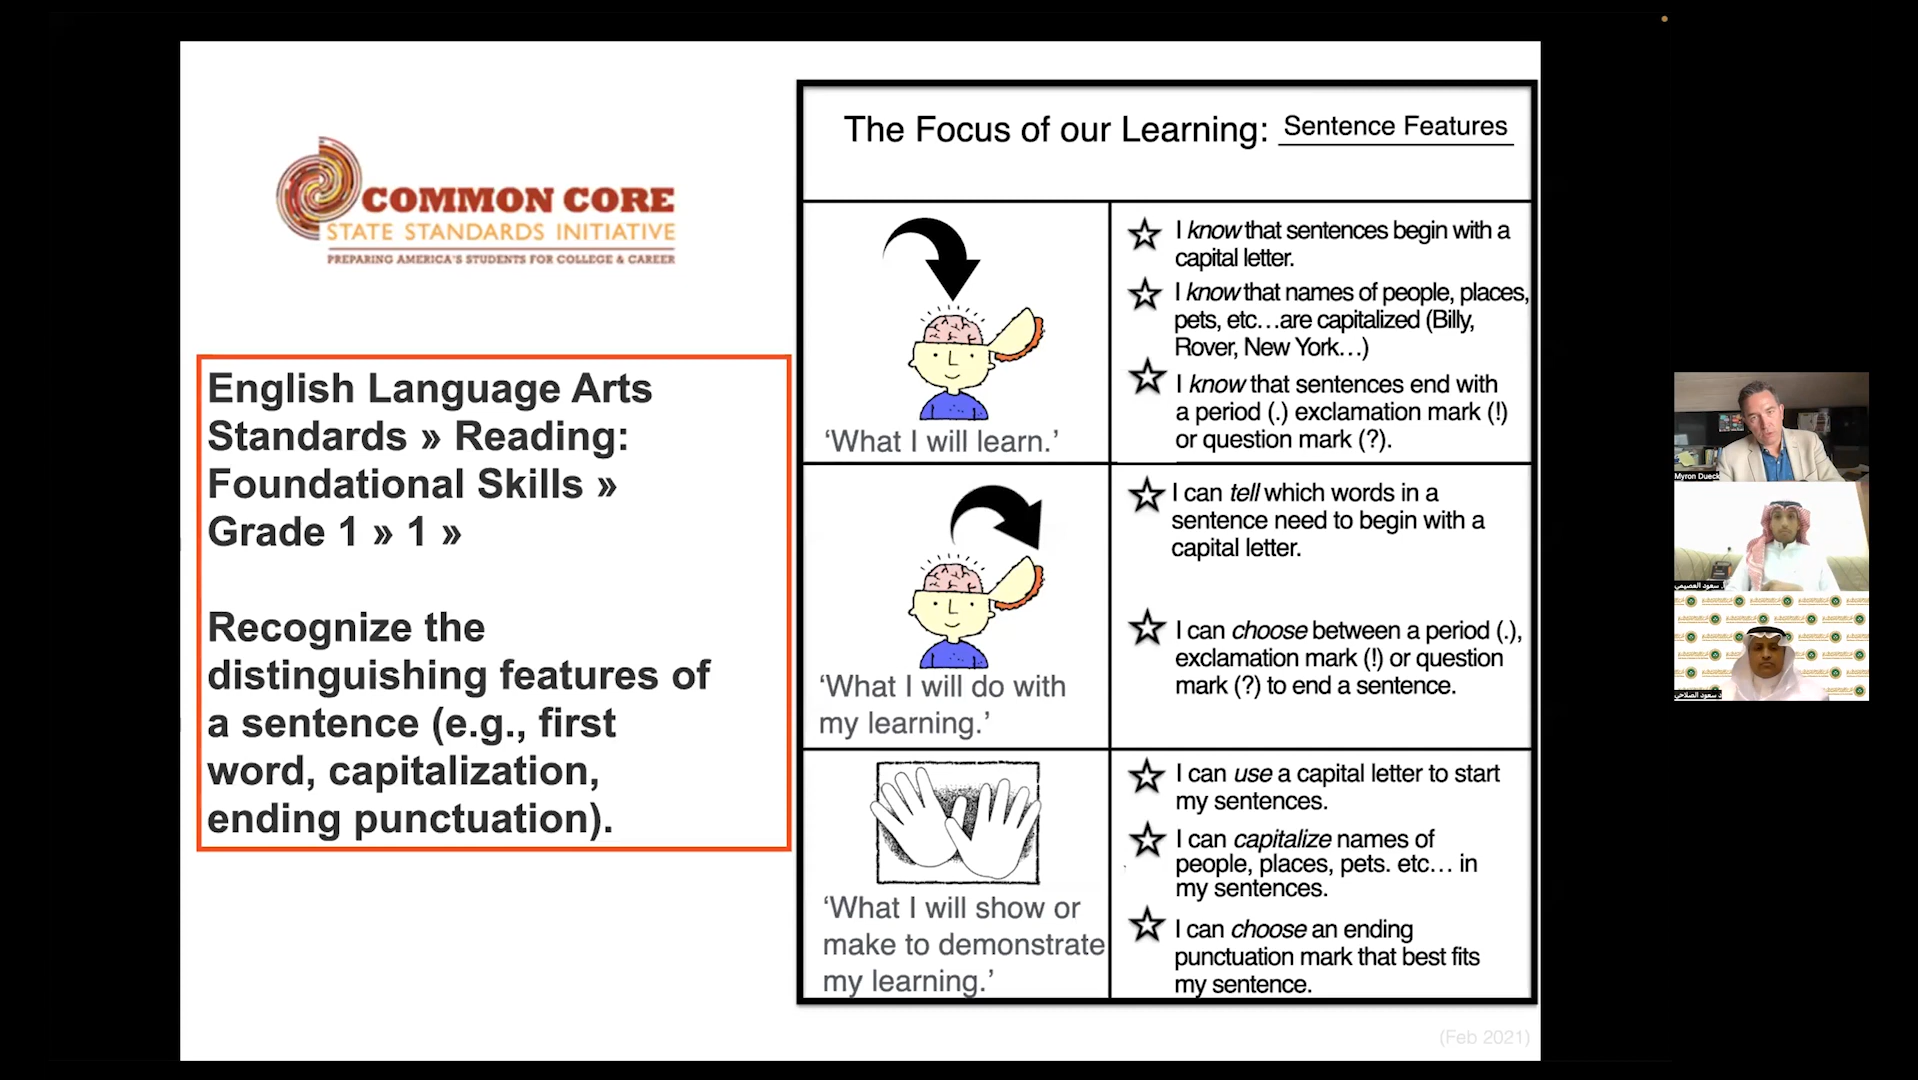 COMMON CORE
STATE STANDARDS INITIATIVE
PREPARING AMERICA'S STUDENTS FOR COLLEGE & CAREER
English Language Arts
Standards » Reading:
Foundational Skills »
Grade 1 » 1 »
Recognize the
distinguishing features of
a sentence (e.g., first
word, capitalization,
ending punctuation).
The Focus of our Learning: Sentence Features
'What I will learn.'
I know that sentences begin with a
capital letter.
I know that names of people, places,
pets, etc…are capitalized (Billy,
Rover, New York…)
I know that sentences end with
a period (.) exclamation mark (!)
or question mark (?).
'What I will do with
my learning.'
I can tell which words in a
sentence need to begin with a
capital letter.
I can choose between a period (.),
exclamation mark (!) or question
mark (?) to end a sentence.
'What I will show or
make to demonstrate
my learning.'
I can use a capital letter to start
my sentences.
I can capitalize names of
people, places, pets. etc… in
my sentences.
I can choose an ending
punctuation mark that best fits
my sentence.
(Feb 2021)
Myron Dueck
سعود العصيمي
د سعود الصلاحي